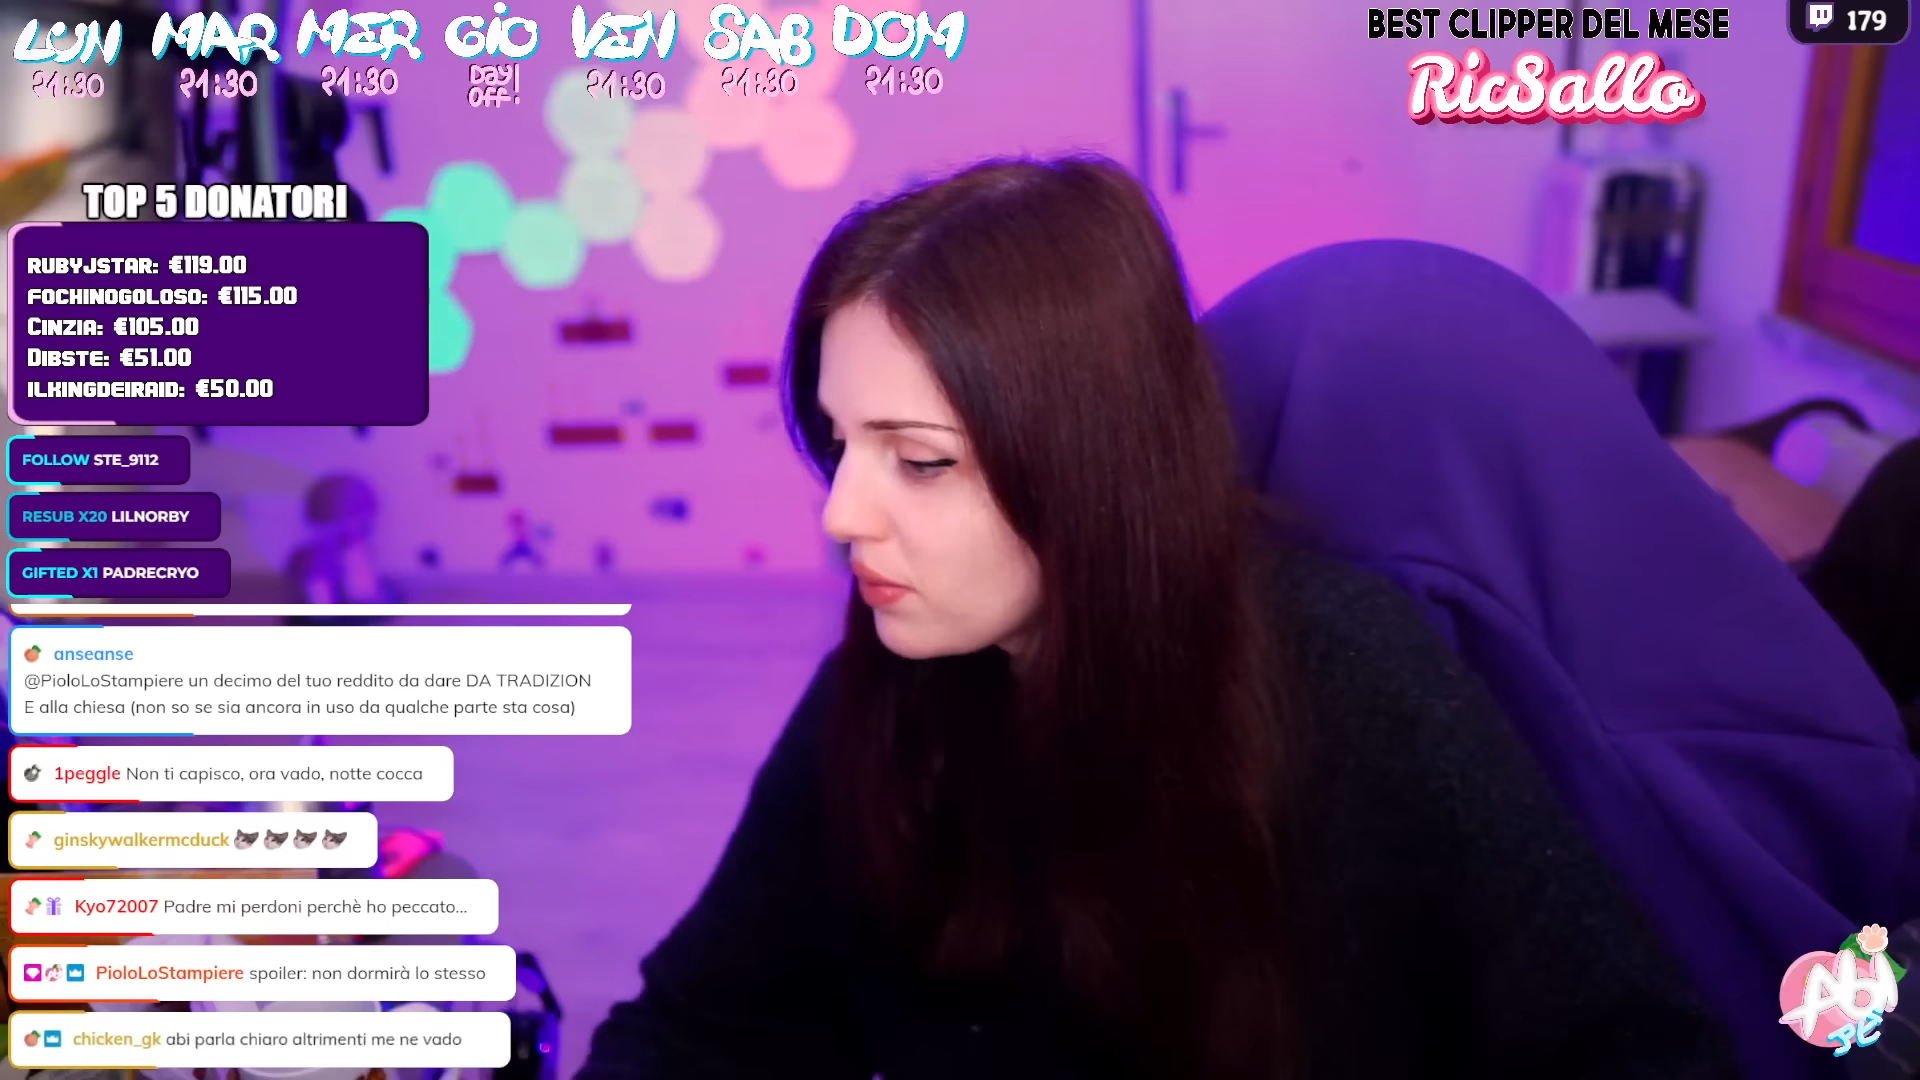 LUN MAR MER GIO VEN SAB DOM
21:30 21:30 21:30 DAY OFF! 21:30 21:30 21:30
BEST CLIPPER DEL MESE
RicSallo
179
TOP 5 DONATORI
RUBYJSTAR: €119.00
FOCHINOGOLOSO: €115.00
CINZIA: €105.00
DIBSTE: €51.00
ILKINGDEIRAID: €50.00
FOLLOW STE_9112
RESUB X20 LILNORBY
GIFTED X1 PADRECRYO
anseanse
@PioloLoStampiere un decimo del tuo reddito da dare DA TRADIZION
E alla chiesa (non so se sia ancora in uso da qualche parte sta cosa)
1peggle Non ti capisco, ora vado, notte cocca
ginskywalkermcduck
Kyo72007 Padre mi perdoni perchè ho peccato...
PioloLoStampiere spoiler: non dormirà lo stesso
chicken_gk abi parla chiaro altrimenti me ne vado
Abi
PE